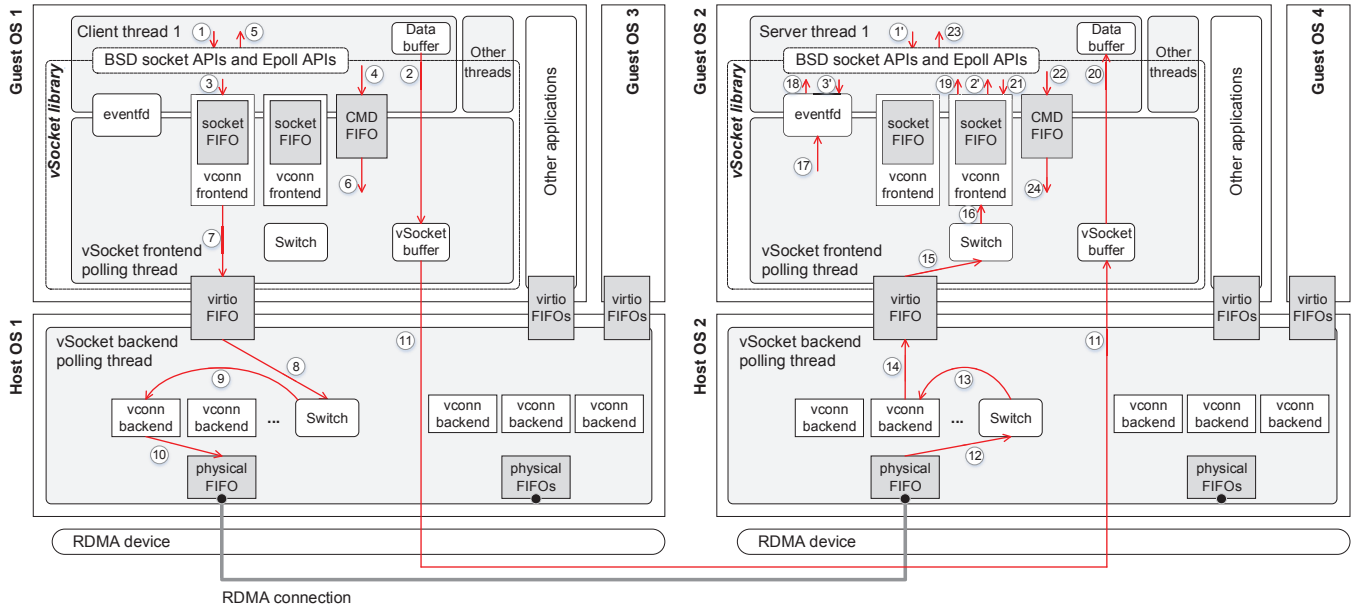 Guest OS 1
Client thread 1
1
5
Data
buffer
BSD socket APIs and Epoll APIs
Other
threads
vSocket library
3
4
2
eventfd
socket
FIFO
vconn
frontend
socket
FIFO
vconn
frontend
CMD
FIFO
6
7
Switch
vSocket
buffer
vSocket frontend
polling thread
Other applications
Guest OS 3
virtio
FIFO
virtio
FIFOs
virtio
FIFOs
Host OS 1
vSocket backend
polling thread
8
11
9
vconn
backend
vconn
backend
...
Switch
vconn
backend
vconn
backend
vconn
backend
10
physical
FIFO
physical
FIFOs
RDMA device
RDMA connection
Guest OS 2
Server thread 1
1'
23
Data
buffer
BSD socket APIs and Epoll APIs
Other
threads
vSocket library
18
3'
19
2'
21
22
20
eventfd
17
socket
FIFO
vconn
frontend
socket
FIFO
vconn
frontend
CMD
FIFO
24
16
Switch
vSocket
buffer
vSocket frontend
polling thread
15
Other applications
Guest OS 4
virtio
FIFO
virtio
FIFOs
virtio
FIFOs
Host OS 2
vSocket backend
polling thread
11
14
13
vconn
backend
vconn
backend
...
Switch
vconn
backend
vconn
backend
vconn
backend
12
physical
FIFO
physical
FIFOs
RDMA device